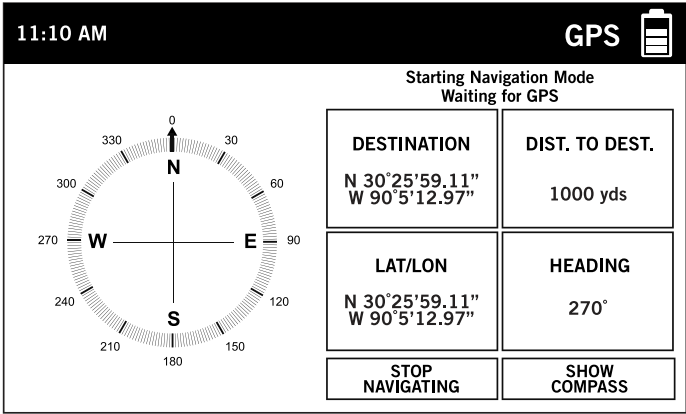 11:10 AM
GPS
Starting Navigation Mode
Waiting for GPS
0
30
60
90
120
150
180
210
240
270
300
330
N
E
S
W
DESTINATION
N 30°25’59.11”
W 90°5’12.97”
DIST. TO DEST.
1000 yds
LAT/LON
N 30°25’59.11”
W 90°5’12.97”
HEADING
270°
STOP
NAVIGATING
SHOW
COMPASS